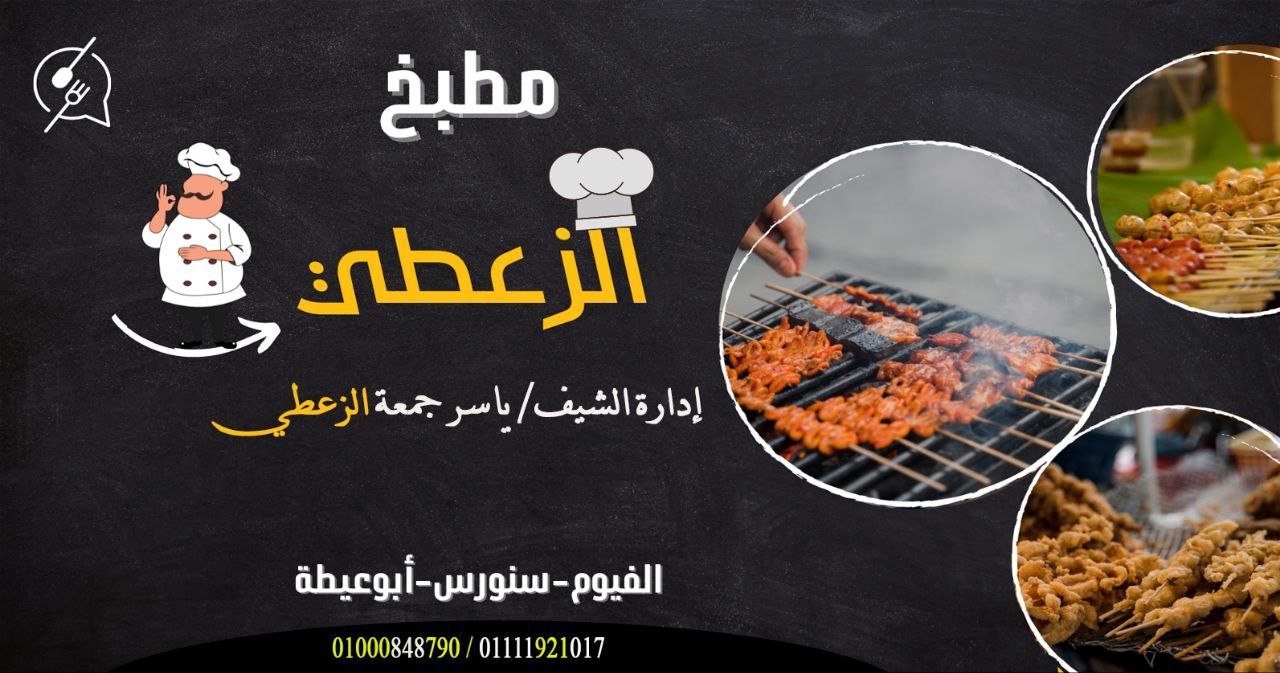 مطبخ
الزعطي
إدارة الشيف/ ياسر جمعة الزعطي
الفيوم-سنورس-أبوعيطة
01000848790 / 01111921017